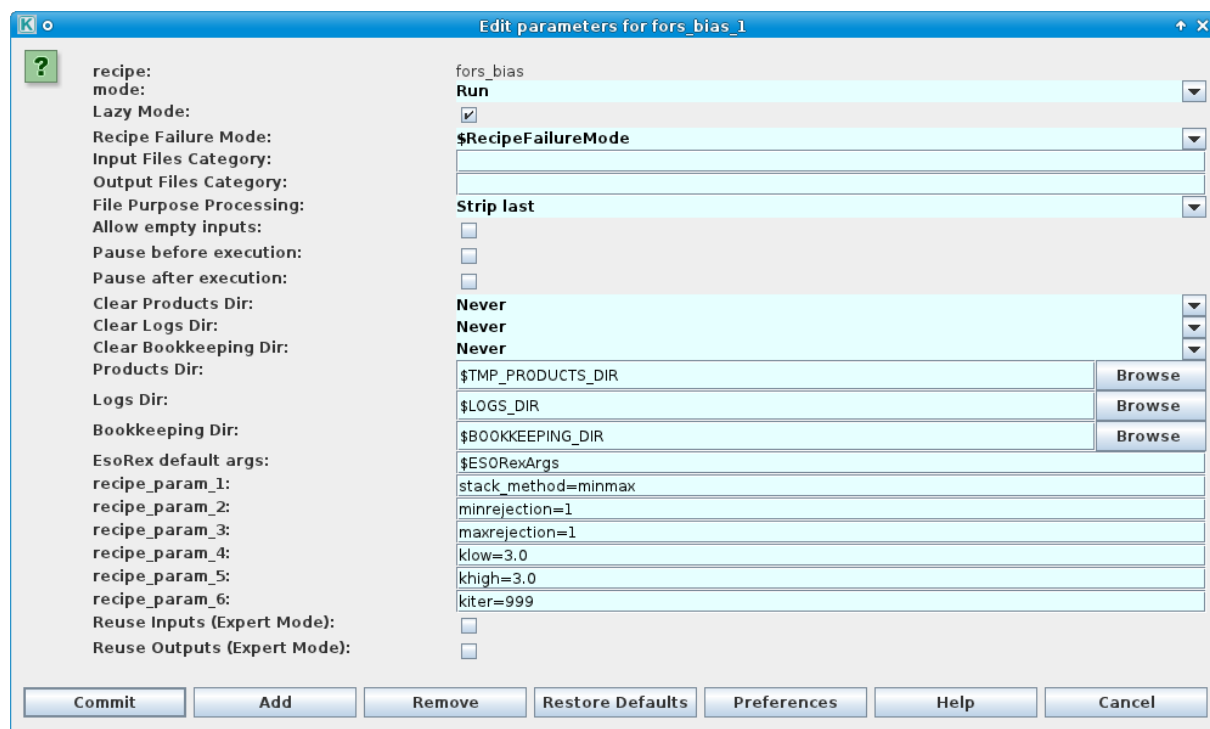 Edit parameters for fors_bias_1
?
recipe: fors_bias
mode: Run
Lazy Mode:
Recipe Failure Mode: $RecipeFailureMode
Input Files Category:
Output Files Category:
File Purpose Processing: Strip last
Allow empty inputs:
Pause before execution:
Pause after execution:
Clear Products Dir: Never
Clear Logs Dir: Never
Clear Bookkeeping Dir: Never
Products Dir: $TMP_PRODUCTS_DIR Browse
Logs Dir: $LOGS_DIR Browse
Bookkeeping Dir: $BOOKKEEPING_DIR Browse
EsoRex default args: $ESORexArgs
recipe_param_1: stack_method=minmax
recipe_param_2: minrejection=1
recipe_param_3: maxrejection=1
recipe_param_4: klow=3.0
recipe_param_5: khigh=3.0
recipe_param_6: kiter=999
Reuse Inputs (Expert Mode):
Reuse Outputs (Expert Mode):
Commit Add Remove Restore Defaults Preferences Help Cancel